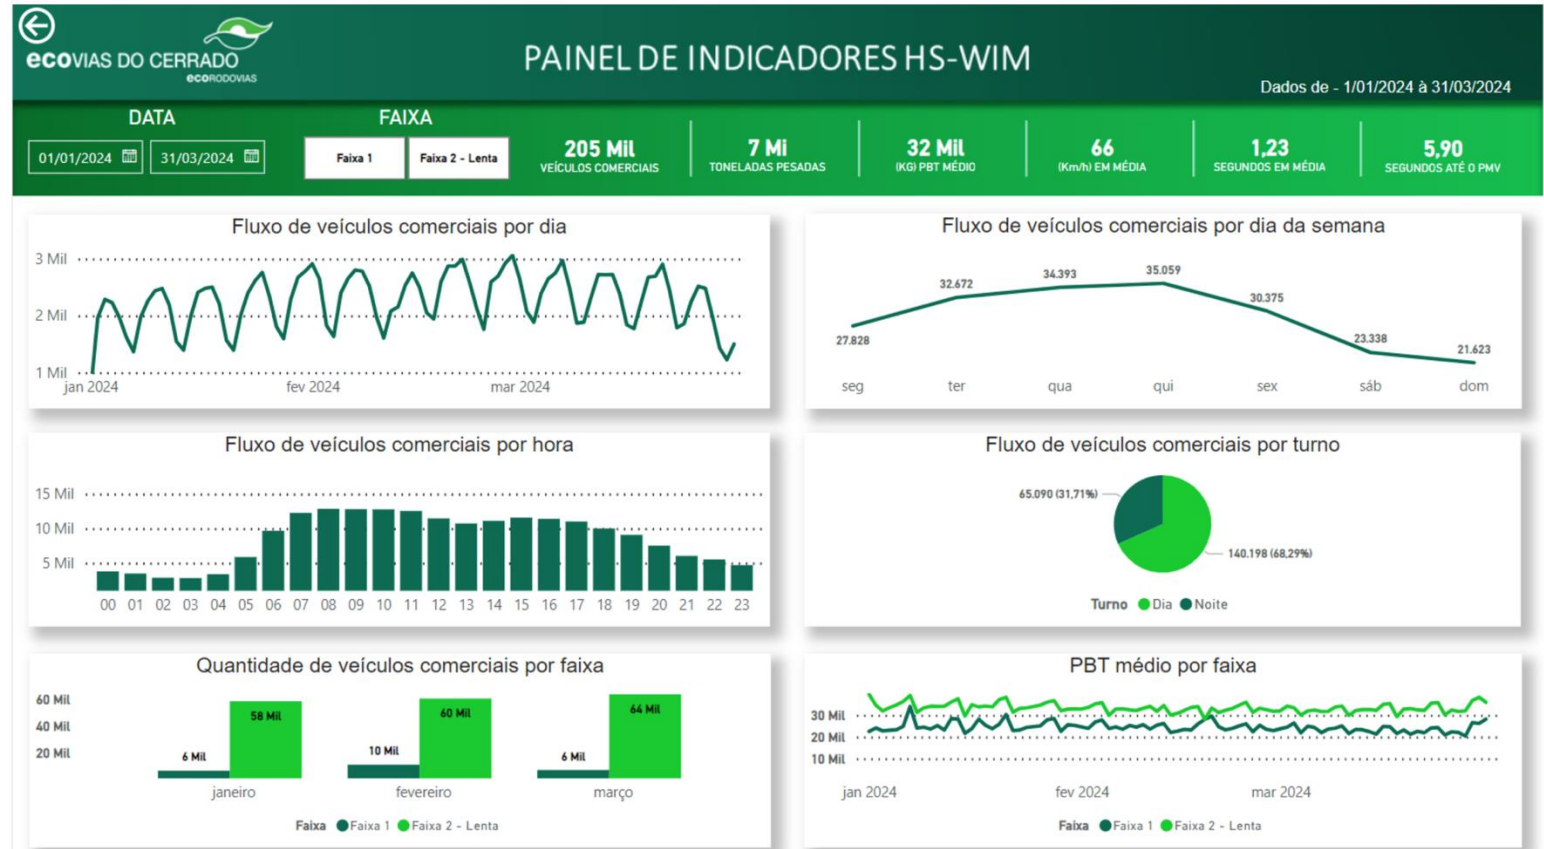 ecoVIAS DO CERRADO
ecoRODOVIAS
PAINEL DE INDICADORES HS-WIM
Dados de - 1/01/2024 à 31/03/2024
DATA
01/01/2024 31/03/2024
FAIXA
Faixa 1 Faixa 2 - Lenta
205 Mil
VEÍCULOS COMERCIAIS
7 Mi
TONELADAS PESADAS
32 Mil
(KG) PBT MÉDIO
66
(Km/h) EM MÉDIA
1,23
SEGUNDOS EM MÉDIA
5,90
SEGUNDOS ATÉ O PMV
Fluxo de veículos comerciais por dia
3 Mil
2 Mil
1 Mil
jan 2024 fev 2024 mar 2024
Fluxo de veículos comerciais por dia da semana
27.828 32.672 34.393 35.059 30.375 23.338 21.623
seg ter qua qui sex sáb dom
Fluxo de veículos comerciais por hora
15 Mil
10 Mil
5 Mil
00 01 02 03 04 05 06 07 08 09 10 11 12 13 14 15 16 17 18 19 20 21 22 23
Fluxo de veículos comerciais por turno
65.090 (31,71%)
140.198 (68,29%)
Turno Dia Noite
Quantidade de veículos comerciais por faixa
60 Mil
40 Mil
20 Mil
6 Mil 58 Mil 10 Mil 60 Mil 6 Mil 64 Mil
janeiro fevereiro março
Faixa Faixa 1 Faixa 2 - Lenta
PBT médio por faixa
30 Mil
20 Mil
10 Mil
jan 2024 fev 2024 mar 2024
Faixa Faixa 1 Faixa 2 - Lenta